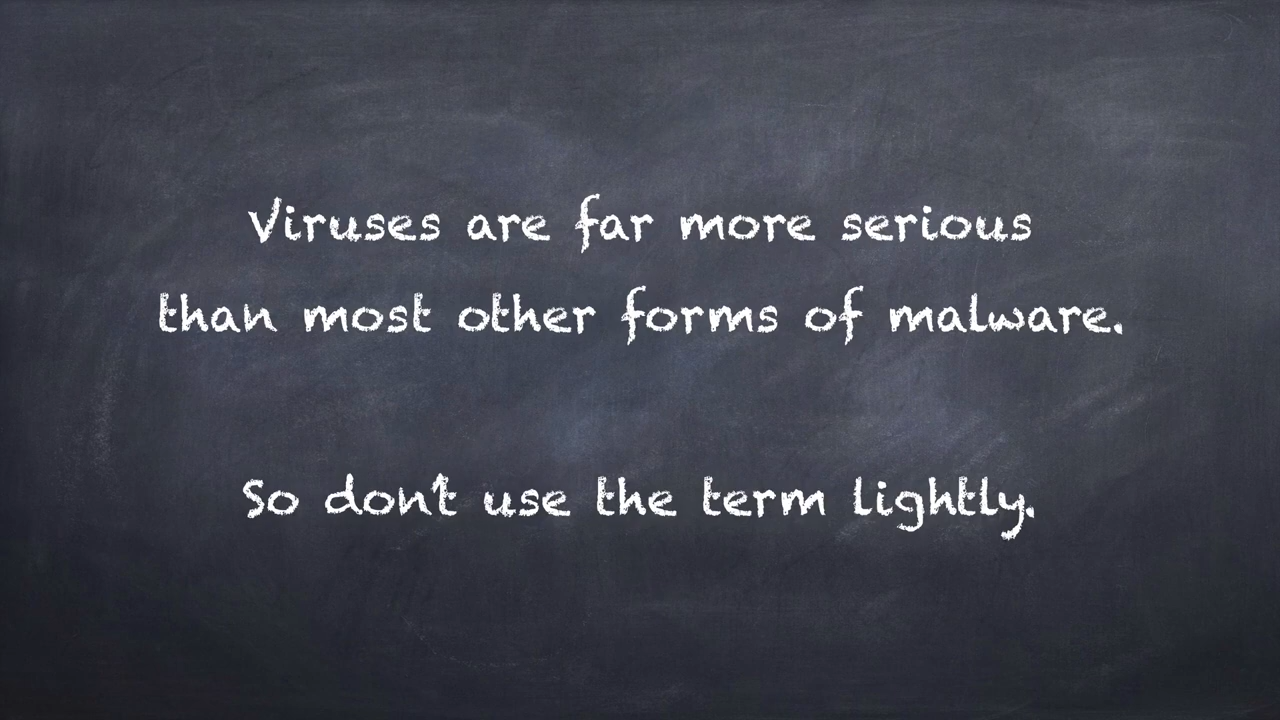 Viruses are far more serious
than most other forms of malware.
So don't use the term lightly.